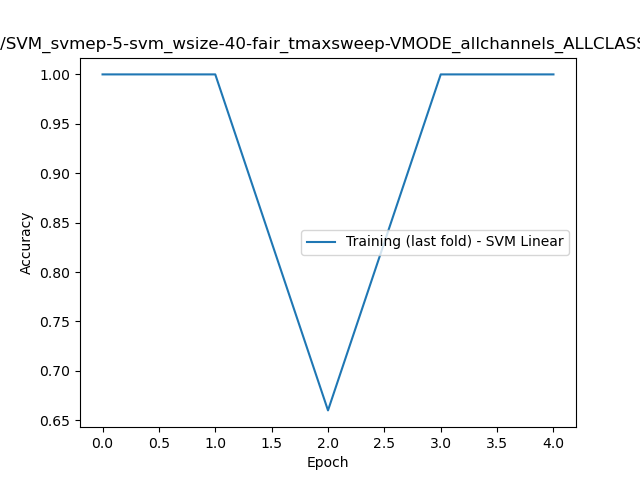 /SVM_svmep-5-svm_wsize-40-fair_tmaxsweep-VMODE_allchannels_ALLCLASS
1.00
0.95
0.90
0.85
0.80
0.75
0.70
0.65
Accuracy
Training (last fold) - SVM Linear
0.0 0.5 1.0 1.5 2.0 2.5 3.0 3.5 4.0
Epoch